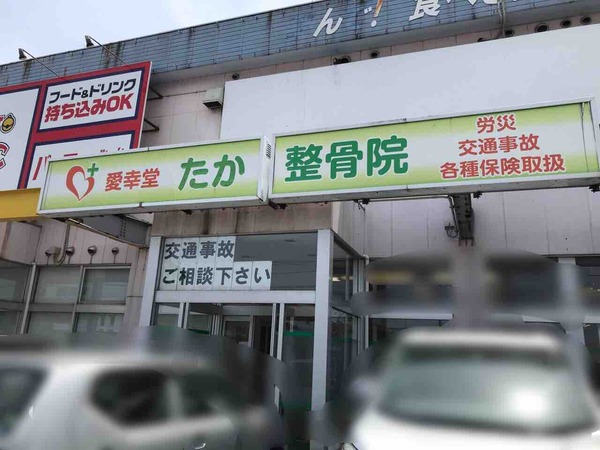 フード&ドリンク
持ち込みOK
愛幸堂 たか 整骨院
労災
交通事故
各種保険取扱
交通事故
ご相談下さい